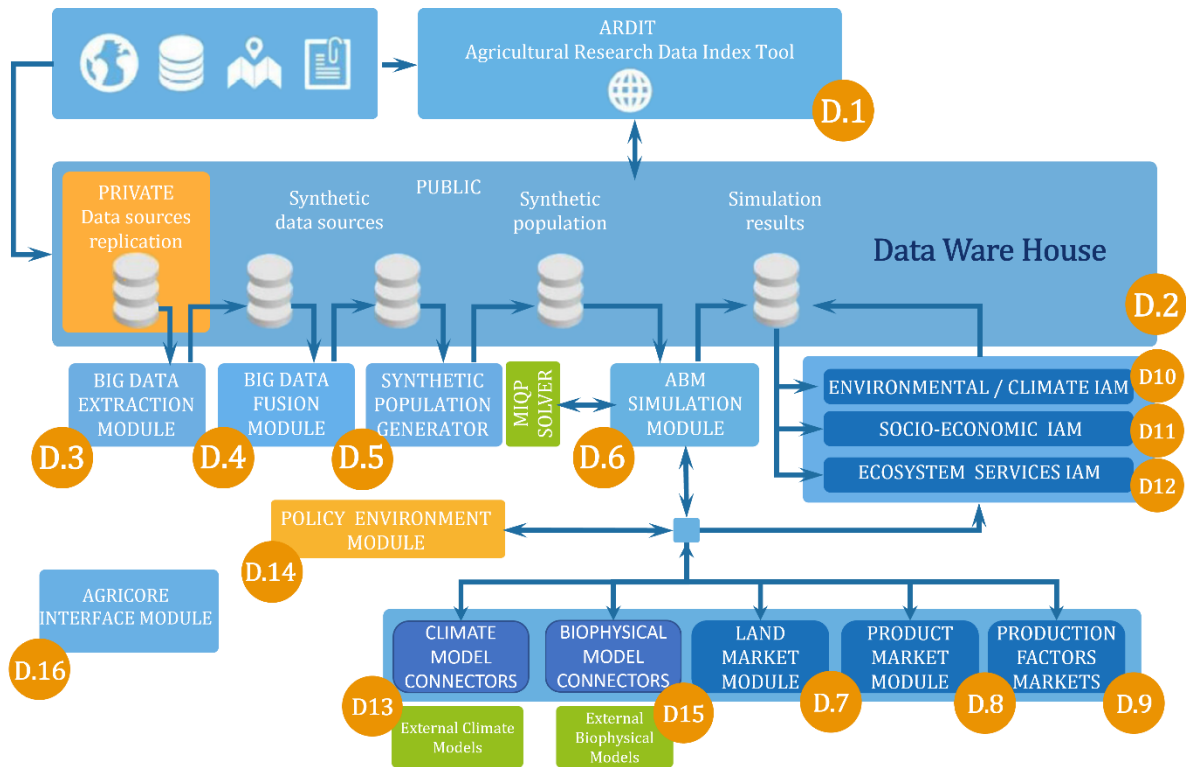 ARDIT
Agricultural Research Data Index Tool
D.1
PRIVATE
Data sources
replication
Synthetic
data sources
PUBLIC
Synthetic
population
Simulation
results
Data Ware House
D.2
BIG DATA
EXTRACTION
MODULE
D.3
BIG DATA
FUSION
MODULE
D.4
SYNTHETIC
POPULATION
GENERATOR
D.5
MIQP
SOLVER
ABM
SIMULATION
MODULE
D.6
ENVIRONMENTAL / CLIMATE IAM
D10
SOCIO-ECONOMIC IAM
D11
ECOSYSTEM SERVICES IAM
D12
POLICY ENVIRONMENT
MODULE
D.14
AGRICORE
INTERFACE MODULE
D.16
CLIMATE
MODEL
CONNECTORS
D13
BIOPHYSICAL
MODEL
CONNECTORS
D15
LAND
MARKET
MODULE
D.7
PRODUCT
MARKET
MODULE
D.8
PRODUCTION
FACTORS
MARKETS
D.9
External Climate
Models
External
Biophysical
Models